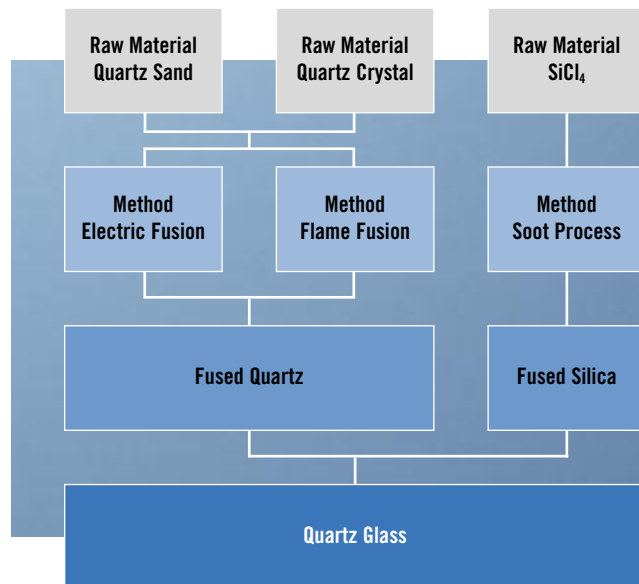 Raw Material
Quartz Sand
Raw Material
Quartz Crystal
Raw Material
SiCl₄
Method
Electric Fusion
Method
Flame Fusion
Method
Soot Process
Fused Quartz
Fused Silica
Quartz Glass